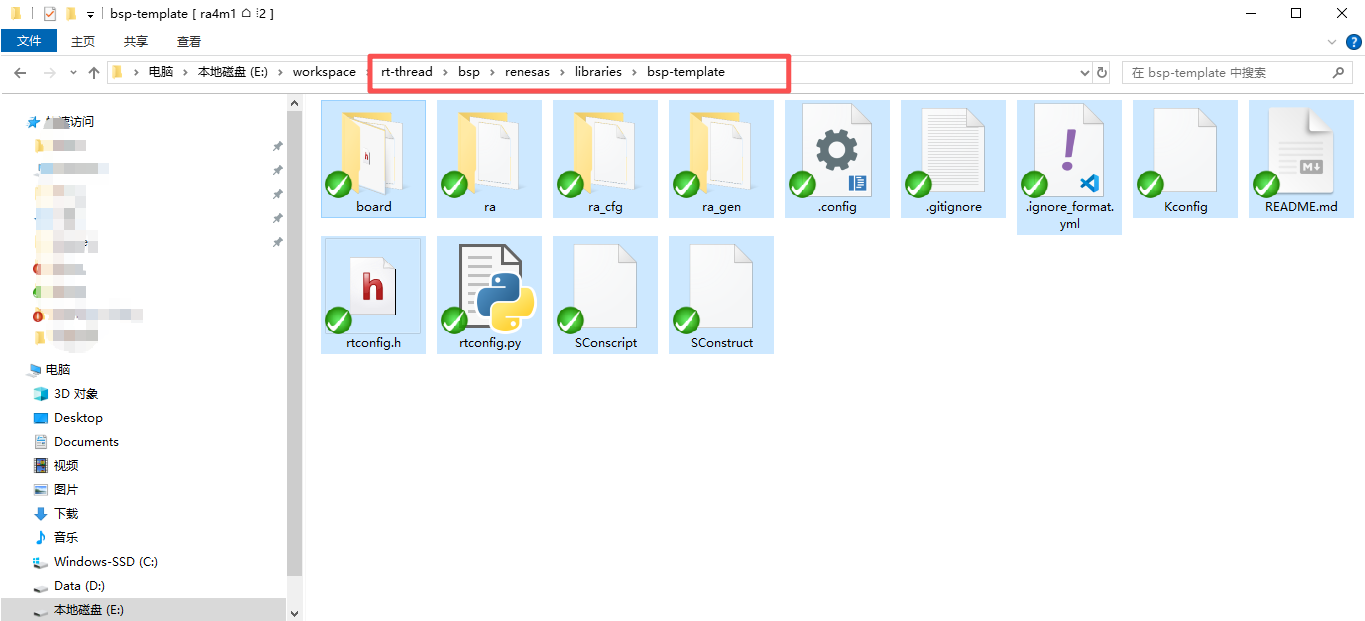 bsp-template [ ra4m1 2 ]
文件 主页 共享 查看
电脑 本地磁盘 (E:) workspace rt-thread bsp renesas libraries bsp-template 在 bsp-template 中搜索
board ra ra_cfg ra_gen .config .gitignore .ignore_format.yml Kconfig README.md
rtconfig.h rtconfig.py SConscript SConstruct
访问
电脑
3D 对象
Desktop
Documents
视频
图片
下载
音乐
Windows-SSD (C:)
Data (D:)
本地磁盘 (E:)